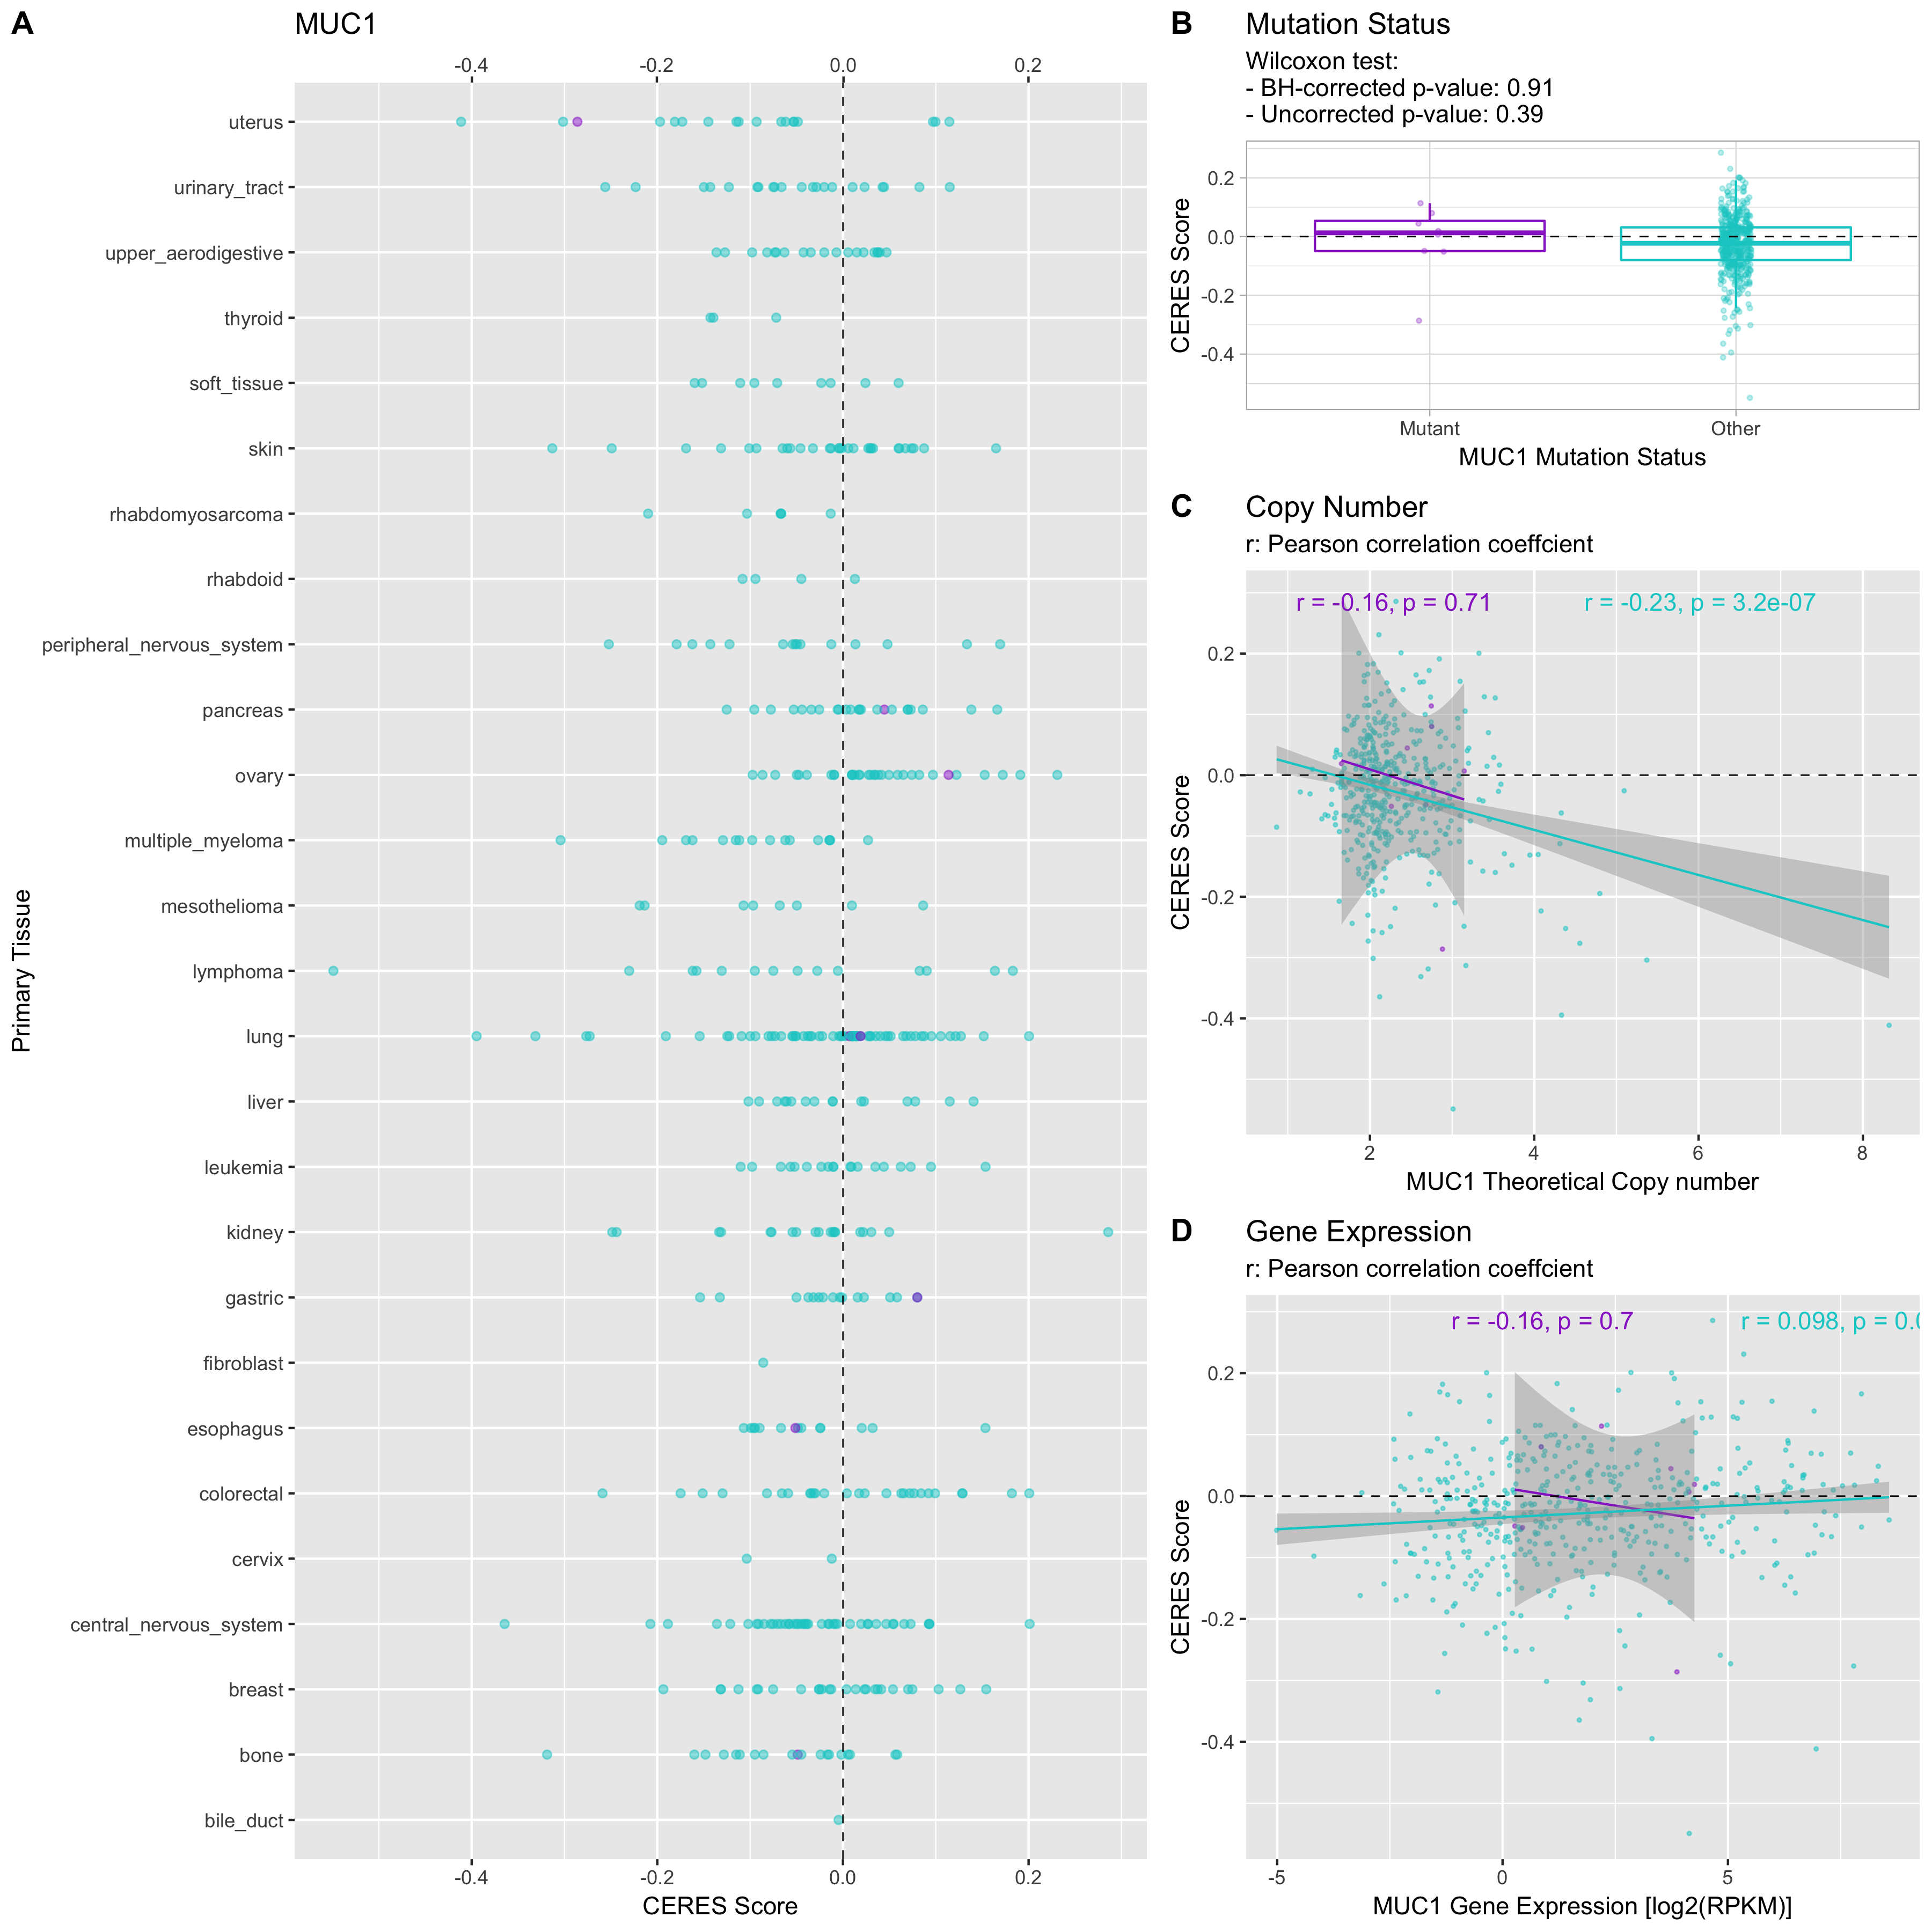 A
MUC1
-0.4
-0.2
0.0
0.2
uterus
urinary_tract
upper_aerodigestive
thyroid
soft_tissue
skin
rhabdomyosarcoma
rhabdoid
peripheral_nervous_system
pancreas
ovary
multiple_myeloma
mesothelioma
lymphoma
lung
liver
leukemia
kidney
gastric
fibroblast
esophagus
colorectal
cervix
central_nervous_system
breast
bone
bile_duct
Primary Tissue
-0.4
-0.2
0.0
0.2
CERES Score
B
Mutation Status
Wilcoxon test:
- BH-corrected p-value: 0.91
- Uncorrected p-value: 0.39
0.2
0.0
-0.2
-0.4
CERES Score
Mutant
Other
MUC1 Mutation Status
C
Copy Number
r: Pearson correlation coeffcient
r = -0.16, p = 0.71
r = -0.23, p = 3.2e-07
0.2
0.0
-0.2
-0.4
CERES Score
2
4
6
8
MUC1 Theoretical Copy number
D
Gene Expression
r: Pearson correlation coeffcient
r = -0.16, p = 0.7
r = 0.098, p = 0.0
0.2
0.0
-0.2
-0.4
CERES Score
-5
0
5
MUC1 Gene Expression [log2(RPKM)]